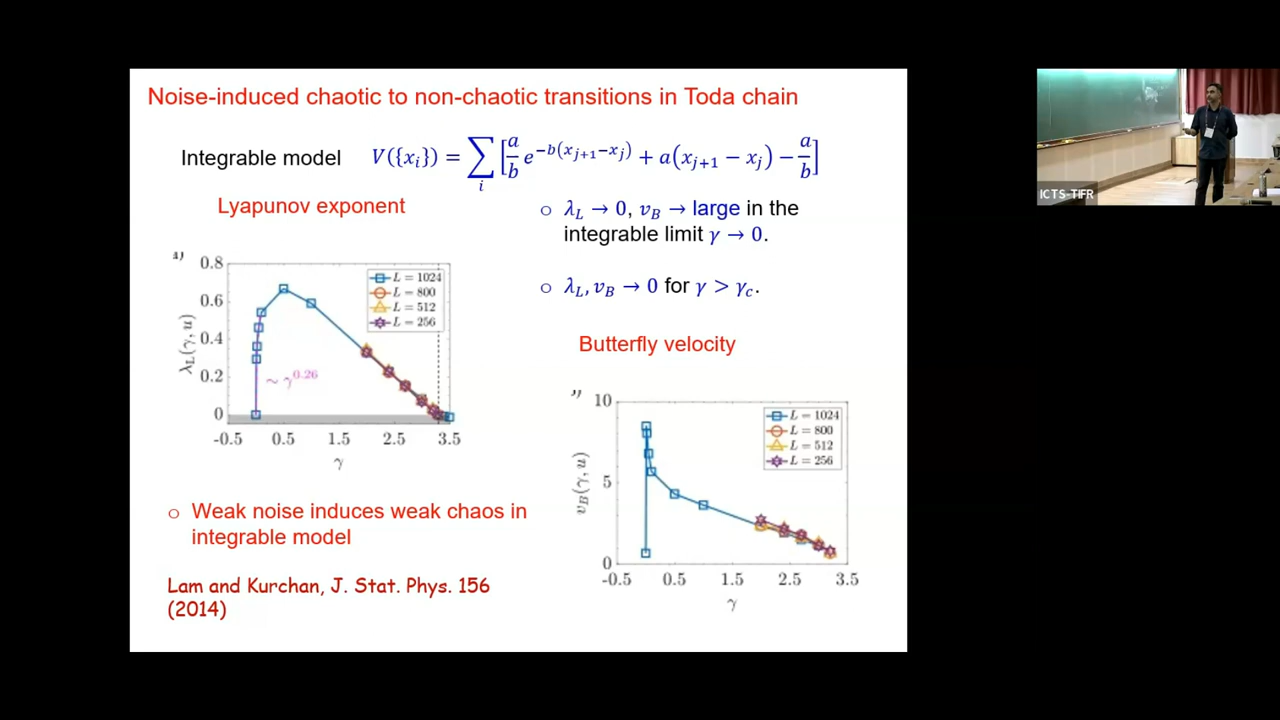 Noise-induced chaotic to non-chaotic transitions in Toda chain
Integrable model V({x_i}) = ∑_i [a/b e^{-b(x_{j+1}-x_j)} + a(x_{j+1} - x_j) - a/b]
Lyapunov exponent
o λ_L → 0, v_B → large in the
integrable limit γ → 0.
o λ_L, v_B → 0 for γ > γ_c.
Butterfly velocity
λ_L(γ, u)
0.8
0.6
0.4
0.2
0
-0.5 0.5 1.5 2.5 3.5
γ
L = 1024
L = 800
L = 512
L = 256
~ γ^{0.26}
v_B(γ, u)
10
5
0
-0.5 0.5 1.5 2.5 3.5
γ
L = 1024
L = 800
L = 512
L = 256
o Weak noise induces weak chaos in
integrable model
Lam and Kurchan, J. Stat. Phys. 156
(2014)
ICTS-TIFR